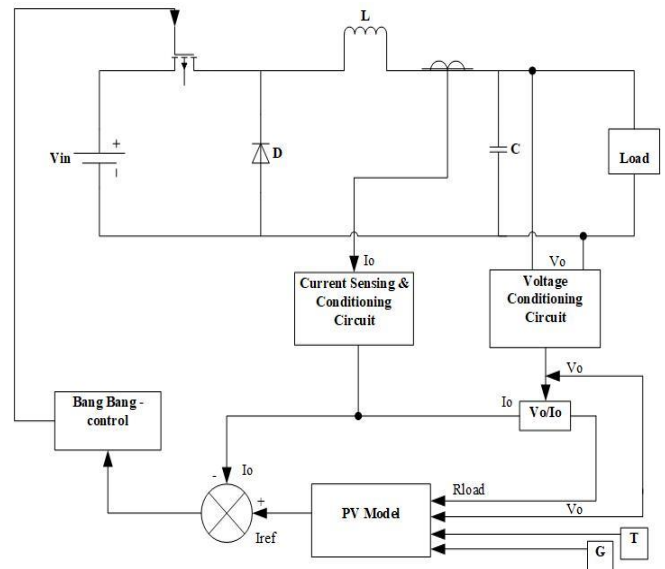 L
Vin
+
–
D
C
Load
Io
Vo
Current Sensing &
Conditioning
Circuit
Voltage
Conditioning
Circuit
Vo
Io
Vo/Io
Bang Bang -
control
-
Io
+
Iref
PV Model
Rload
Vo
T
G